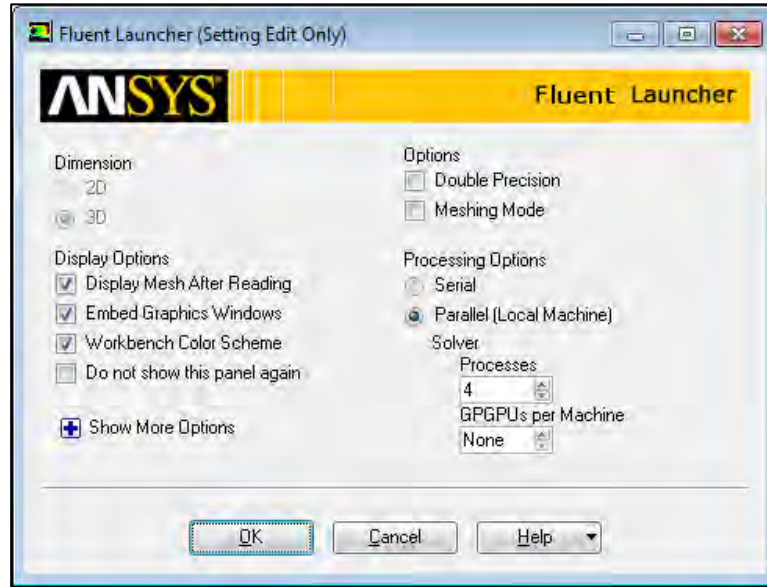 Fluent Launcher (Setting Edit Only)
ANSYS
Fluent Launcher
Dimension
2D
3D
Display Options
Display Mesh After Reading
Embed Graphics Windows
Workbench Color Scheme
Do not show this panel again
Show More Options
Options
Double Precision
Meshing Mode
Processing Options
Serial
Parallel (Local Machine)
Solver
Processes
4
GPGPUs per Machine
None
OK
Cancel
Help